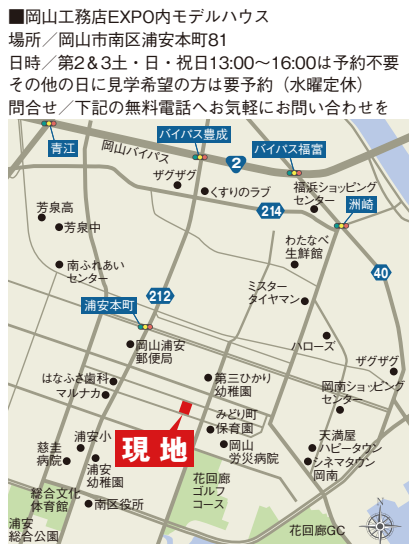 ■岡山工務店EXPO内モデルハウス
場所／岡山市南区浦安本町81
日時／第2＆3土・日・祝日13:00〜16:00は予約不要
その他の日に見学希望の方は要予約（水曜定休）
問合せ／下記の無料電話へお気軽にお問い合わせを
青江
岡山バイパス
バイパス豊成
2
バイパス福富
ザグザグ
くすりのラブ
福浜ショッピング
センター
214
洲崎
芳泉高
芳泉中
わたなべ
生鮮館
南ふれあい
センター
40
212
浦安本町
ミスター
タイヤマン
岡山浦安
郵便局
ハローズ
ザグザグ
はなふさ歯科
マルナカ
第三ひかり
幼稚園
岡南ショッピング
センター
みどり町
保育園
現地
浦安小
慈圭
病院
浦安
幼稚園
岡山
労災病院
天満屋
ハピータウン
シネマタウン
岡南
総合文化
体育館
南区役所
花回廊
ゴルフ
コース
浦安
総合公園
花回廊GC
N